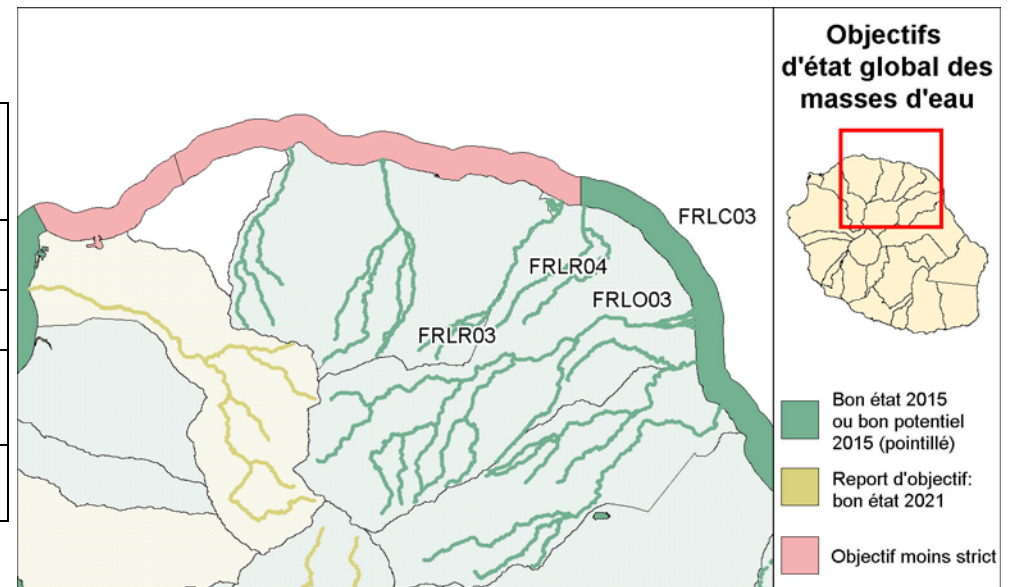 Objectifs
d'état global des
masses d'eau
FRLC03
FRLR04
FRLO03
FRLR03
Bon état 2015
ou bon potentiel
2015 (pointillé)
Report d'objectif:
bon état 2021
Objectif moins strict